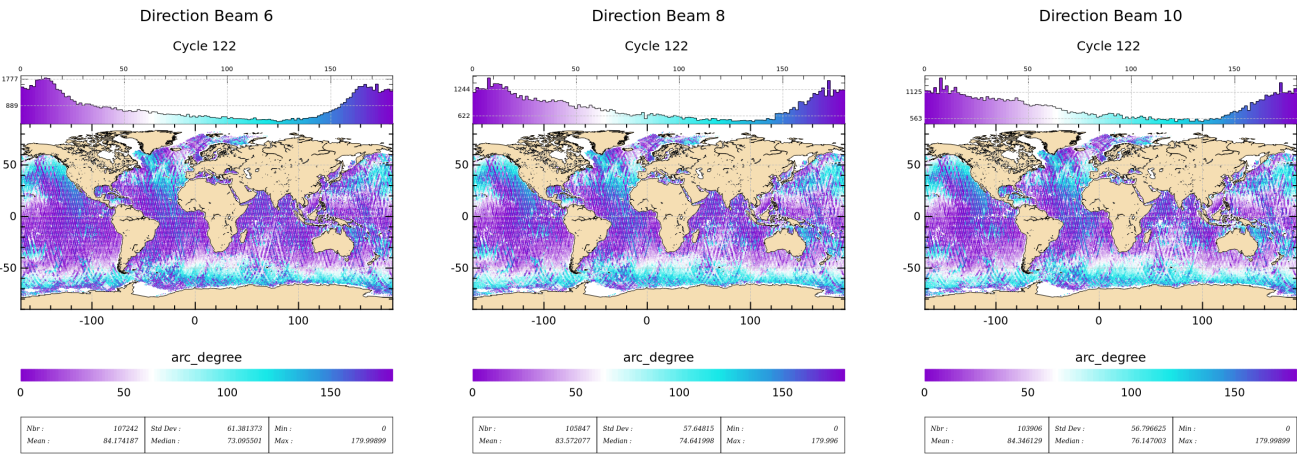 Direction Beam 6
Cycle 122
0 50 100 150
1777
889
50
0
-50
-100 0 100
arc_degree
0 50 100 150
Nbr : 107242 Std Dev : 61.381373 Min : 0
Mean : 84.174187 Median : 73.095501 Max : 179.99899
Direction Beam 8
Cycle 122
0 50 100 150
1244
622
50
0
-50
-100 0 100
arc_degree
0 50 100 150
Nbr : 105847 Std Dev : 57.64815 Min : 0
Mean : 83.572077 Median : 74.641998 Max : 179.996
Direction Beam 10
Cycle 122
0 50 100 150
1125
563
50
0
-50
-100 0 100
arc_degree
0 50 100 150
Nbr : 103906 Std Dev : 56.796625 Min : 0
Mean : 84.346129 Median : 76.147003 Max : 179.99899